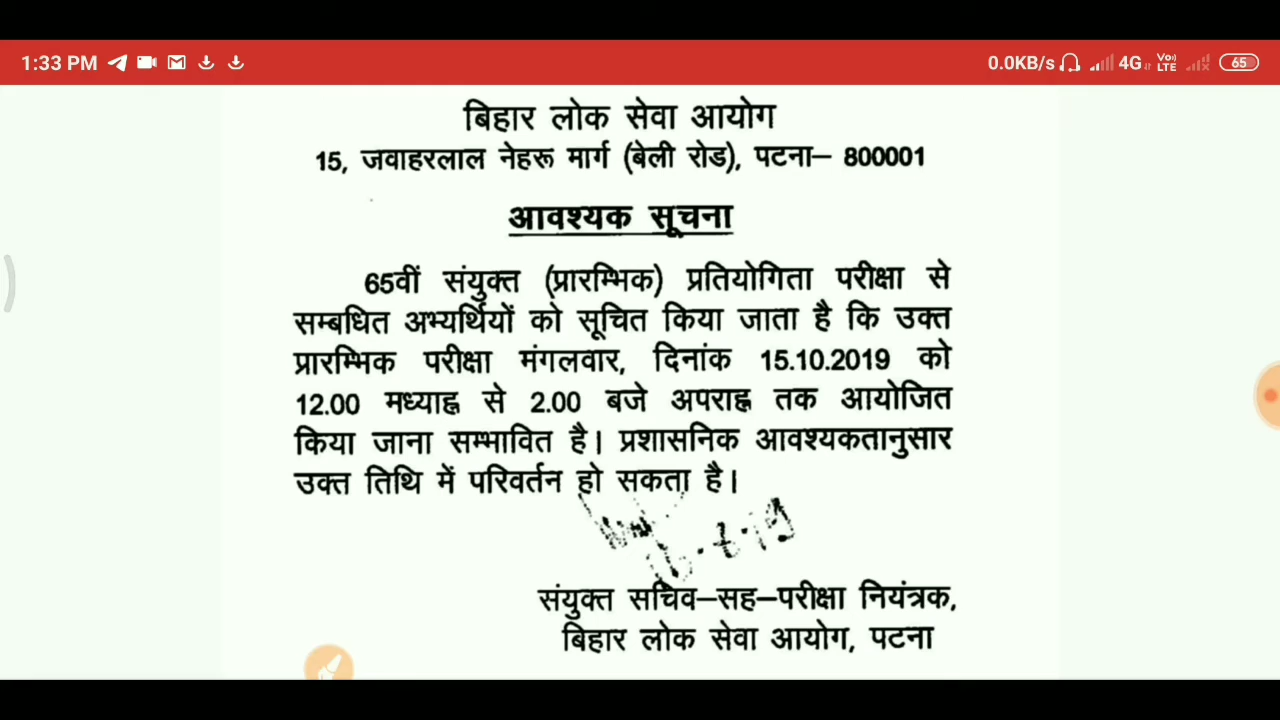 1:33 PM
0.0KB/s 4G Vo) LTE 65
बिहार लोक सेवा आयोग
15, जवाहरलाल नेहरू मार्ग (बेली रोड), पटना– 800001
आवश्यक सूचना
65वीं संयुक्त (प्रारम्भिक) प्रतियोगिता परीक्षा से
सम्बधित अभ्यर्थियों को सूचित किया जाता है कि उक्त
प्रारम्भिक परीक्षा मंगलवार, दिनांक 15.10.2019 को
12.00 मध्याह्न से 2.00 बजे अपराह्न तक आयोजित
किया जाना सम्भावित है। प्रशासनिक आवश्यकतानुसार
उक्त तिथि में परिवर्तन हो सकता है।
संयुक्त सचिव–सह–परीक्षा नियंत्रक,
बिहार लोक सेवा आयोग, पटना